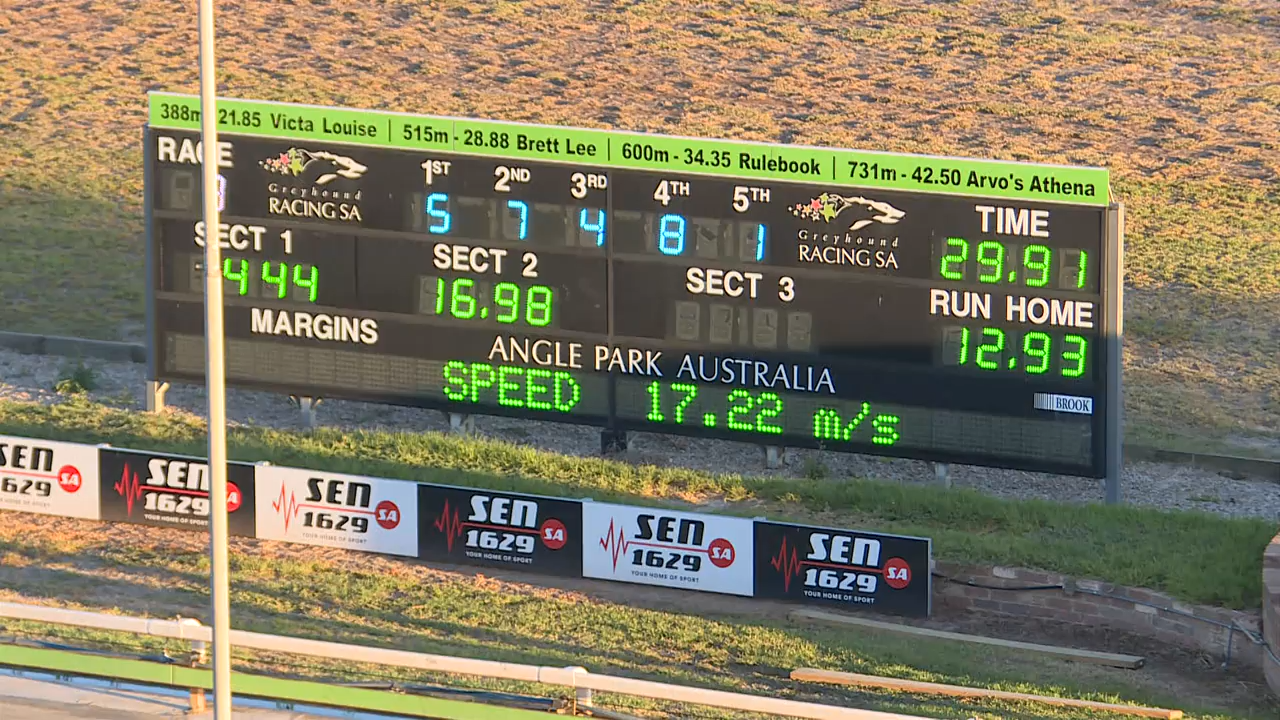 388m 21.85 Victa Louise | 515m - 28.88 Brett Lee | 600m - 34.35 Rulebook | 731m - 42.50 Arvo's Athena
RACE
Greyhound
RACING SA
1ST 2ND 3RD 4TH 5TH
5 7 4 8 1
Greyhound
RACING SA
TIME
29.91
SECT 1
444
SECT 2
16.98
SECT 3
RUN HOME
12.93
MARGINS
ANGLE PARK AUSTRALIA
SPEED 17.22 m/s
BROOK
SEN
629 SA
SEN
1629
YOUR HOME OF SPORT
SEN
1629 SA
YOUR HOME OF SPORT
SEN
1629 SA
YOUR HOME OF SPORT
SEN
1629 SA
YOUR HOME OF SPORT
SEN
1629 SA
YOUR HOME OF SPORT